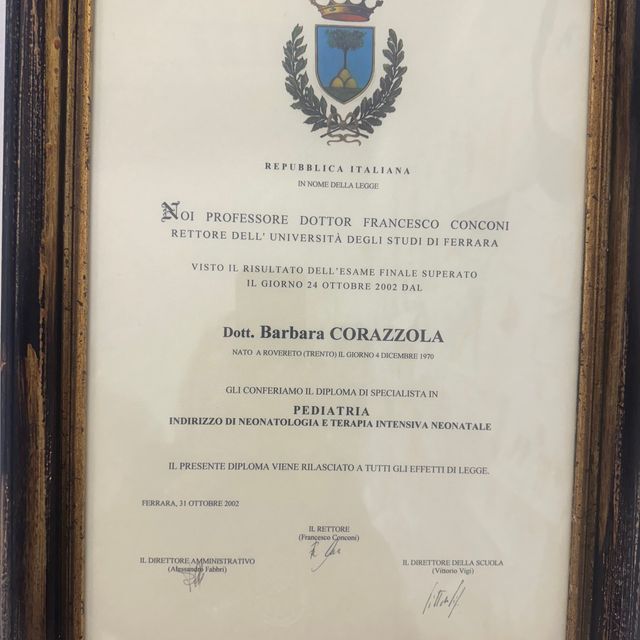 REPUBBLICA ITALIANA
IN NOME DELLA LEGGE
NOI PROFESSORE DOTTOR FRANCESCO CONCONI
RETTORE DELL' UNIVERSITÀ DEGLI STUDI DI FERRARA
VISTO IL RISULTATO DELL'ESAME FINALE SUPERATO
IL GIORNO 24 OTTOBRE 2002 DAL
Dott. Barbara CORAZZOLA
NATO A ROVERETO (TRENTO) IL GIORNO 4 DICEMBRE 1970
GLI CONFERIAMO IL DIPLOMA DI SPECIALISTA IN
PEDIATRIA
INDIRIZZO DI NEONATOLOGIA E TERAPIA INTENSIVA NEONATALE
IL PRESENTE DIPLOMA VIENE RILASCIATO A TUTTI GLI EFFETTI DI LEGGE.
FERRARA, 31 OTTOBRE 2002
IL RETTORE
(Francesco Conconi)
IL DIRETTORE AMMINISTRATIVO
(Alessandro Fabbri)
IL DIRETTORE DELLA SCUOLA
(Vittorio Vigi)